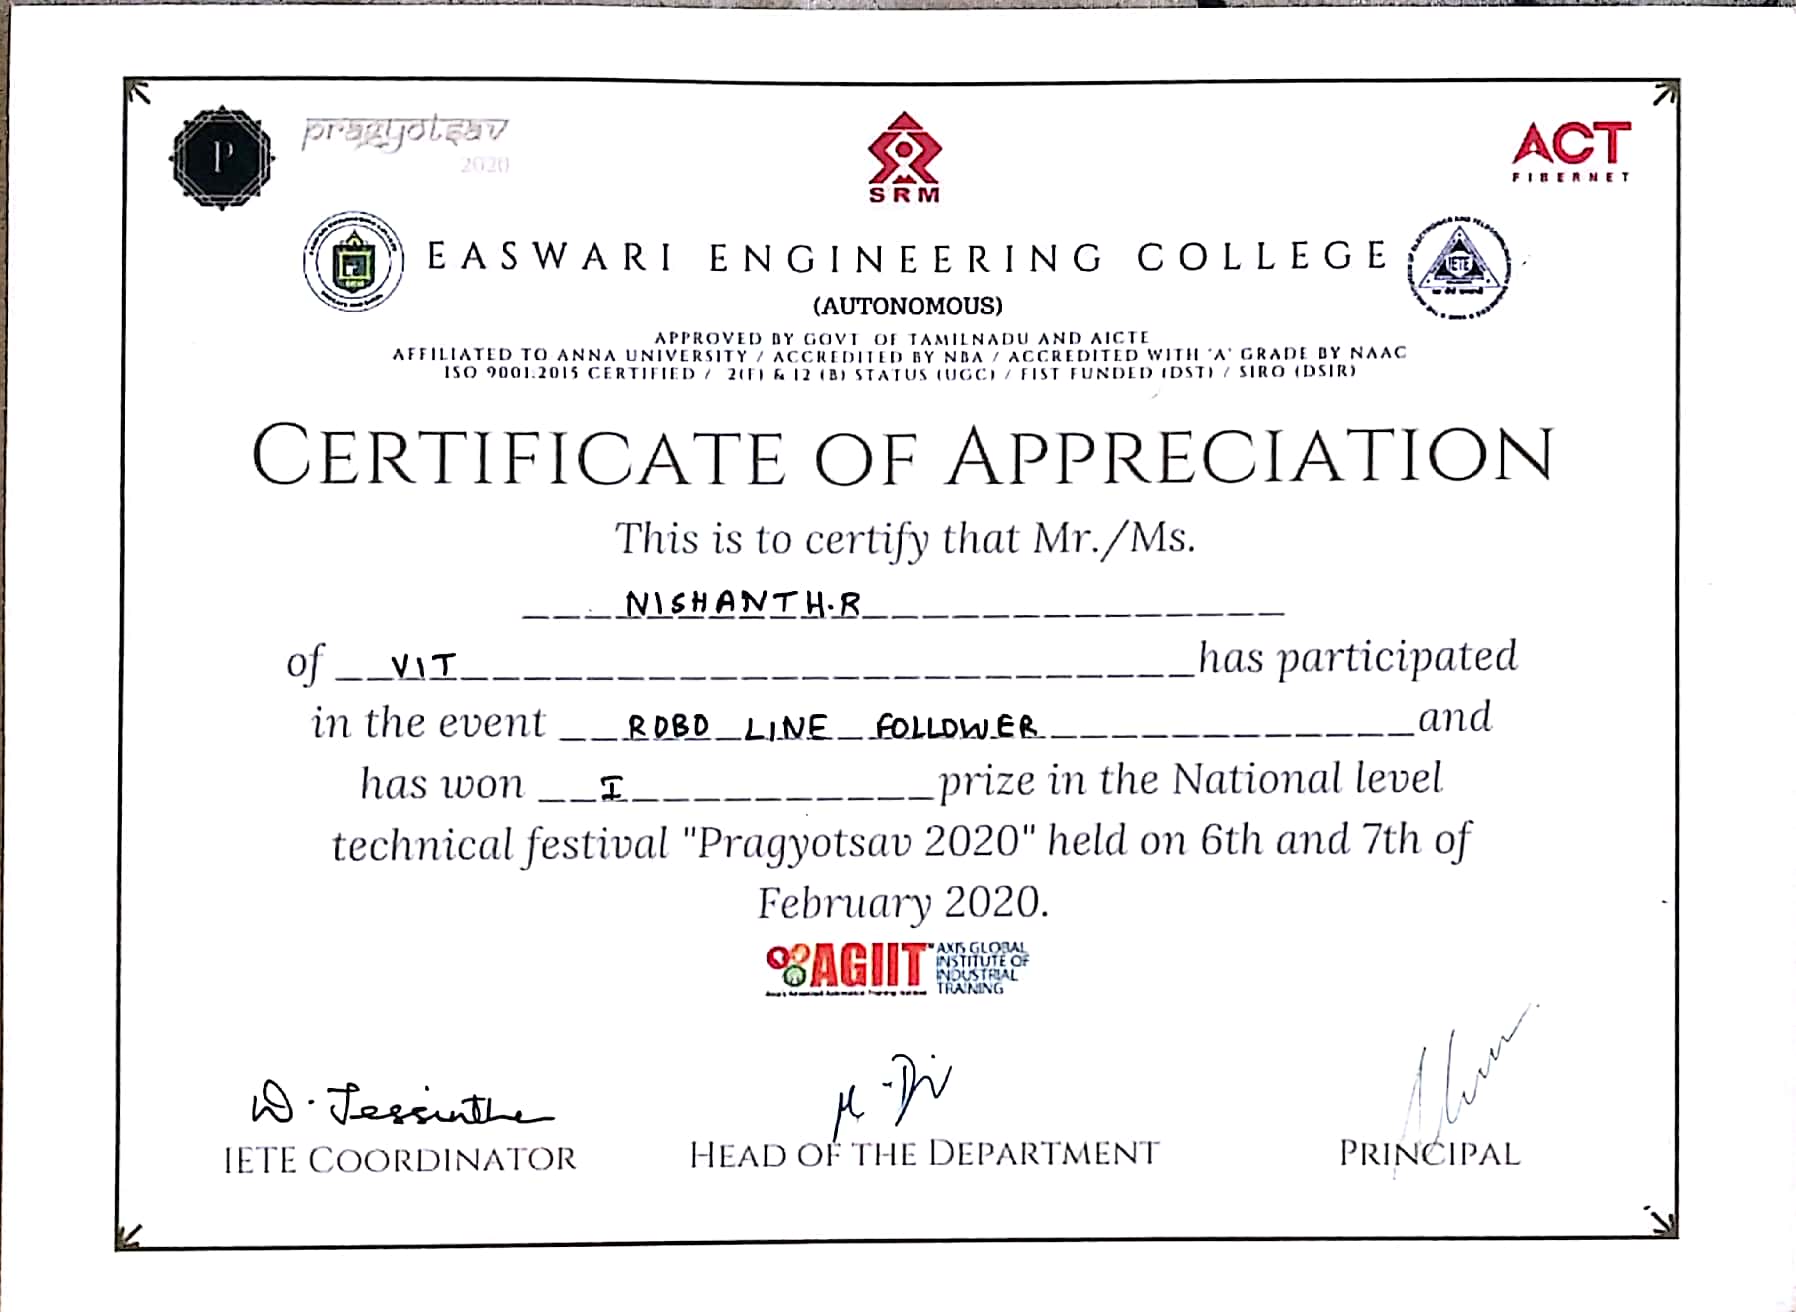 P
pragyotsav
2020
SRM
ACT
FIBERNET
EASWARI ENGINEERING COLLEGE
IETE
(AUTONOMOUS)
APPROVED BY GOVT OF TAMILNADU AND AICTE
AFFILIATED TO ANNA UNIVERSITY / ACCREDITED BY NBA / ACCREDITED WITH 'A' GRADE BY NAAC
ISO 9001:2015 CERTIFIED / 2(F) & 12 (B) STATUS (UGC) / FIST FUNDED (DST) / SIRO (DSIR)
CERTIFICATE OF APPRECIATION
This is to certify that Mr./Ms.
NISHANTH.R
of VIT has participated
in the event ROBO LINE FOLLOWER and
has won I prize in the National level
technical festival "Pragyotsav 2020" held on 6th and 7th of
February 2020.
AGIIT AXIS GLOBAL
INSTITUTE OF
INDUSTRIAL
TRAINING
D. Jessintha
IETE COORDINATOR
HEAD OF THE DEPARTMENT
PRINCIPAL